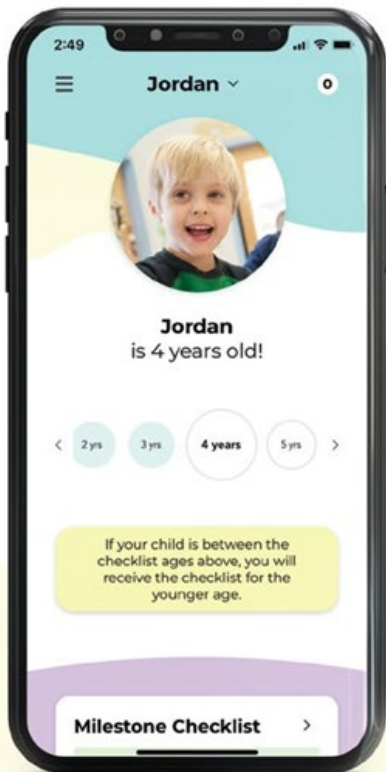 2:49
Jordan
0
Jordan
is 4 years old!
2 yrs
3 yrs
4 years
5 yrs
If your child is between the
checklist ages above, you will
receive the checklist for the
younger age.
Milestone Checklist